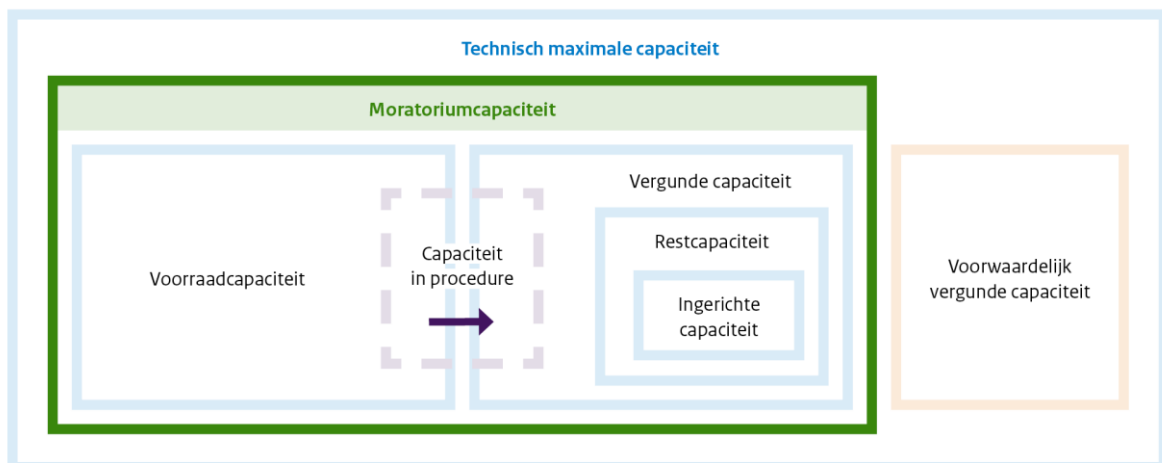 Technisch maximale capaciteit
Moratoriumcapaciteit
Voorraadcapaciteit
Capaciteit
in procedure
Vergunde capaciteit
Restcapaciteit
Ingerichte
capaciteit
Voorwaardelijk
vergunde capaciteit